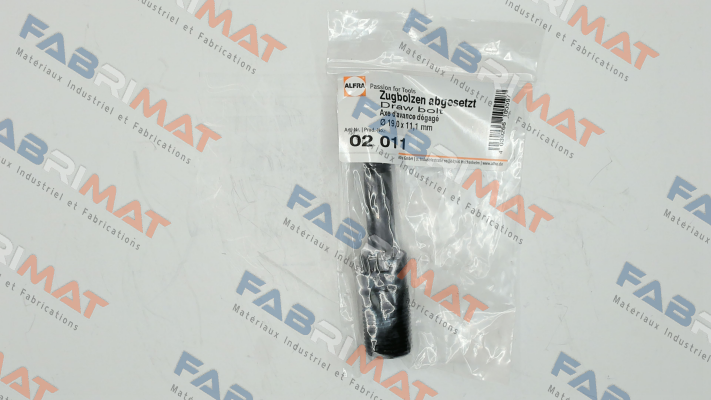 FABRIMAT
Matériaux Industriel et Fabrications
ALFRA
Passion for Tools
Zugbolzen abgesetzt
Draw bolt
Axe d'avance dégagé
Ø 19,0 x 11,1 mm
02 011